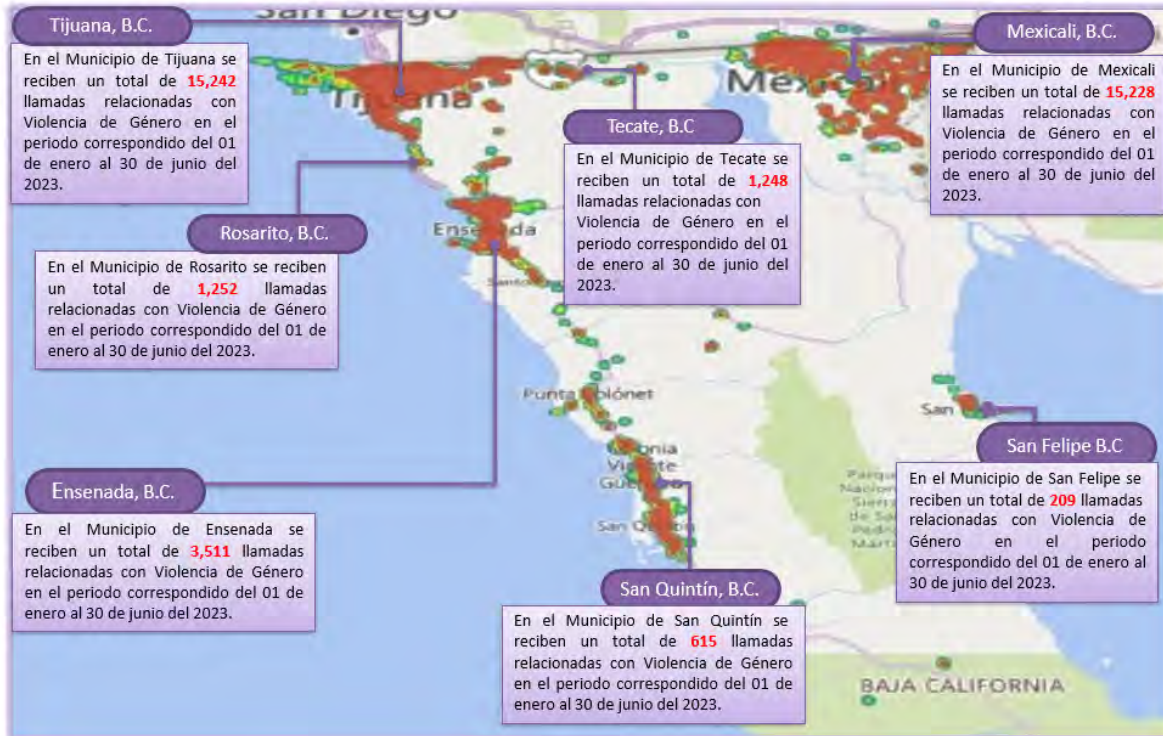 San Diego
Tijuana, B.C.
En el Municipio de Tijuana se
reciben un total de 15,242
llamadas relacionadas con
Violencia de Género en el
periodo correspondido del 01
de enero al 30 de junio del
2023.
Mexicali, B.C.
En el Municipio de Mexicali
se reciben un total de 15,228
llamadas relacionadas con
Violencia de Género en el
periodo correspondido del 01
de enero al 30 de junio del
2023.
Tijuana
Mexicali
Tecate, B.C
En el Municipio de Tecate se
reciben un total de 1,248
llamadas relacionadas con
Violencia de Género en el
periodo correspondido del 01
de enero al 30 de junio del
2023.
Rosarito, B.C.
En el Municipio de Rosarito se reciben
un total de 1,252 llamadas
relacionadas con Violencia de Género
en el periodo correspondido del 01 de
enero al 30 de junio del 2023.
Ensenada
Punta Colónet
San
San Felipe B.C
En el Municipio de San Felipe se
reciben un total de 209 llamadas
relacionadas con Violencia de
Género en el periodo
correspondido del 01 de enero al
30 de junio del 2023.
Ensenada, B.C.
En el Municipio de Ensenada se
reciben un total de 3,511 llamadas
relacionadas con Violencia de Género
en el periodo correspondido del 01 de
enero al 30 de junio del 2023.
San Quintín
San Quintín, B.C.
En el Municipio de San Quintín se
reciben un total de 615 llamadas
relacionadas con Violencia de Género
en el periodo correspondido del 01 de
enero al 30 de junio del 2023.
BAJA CALIFORNIA